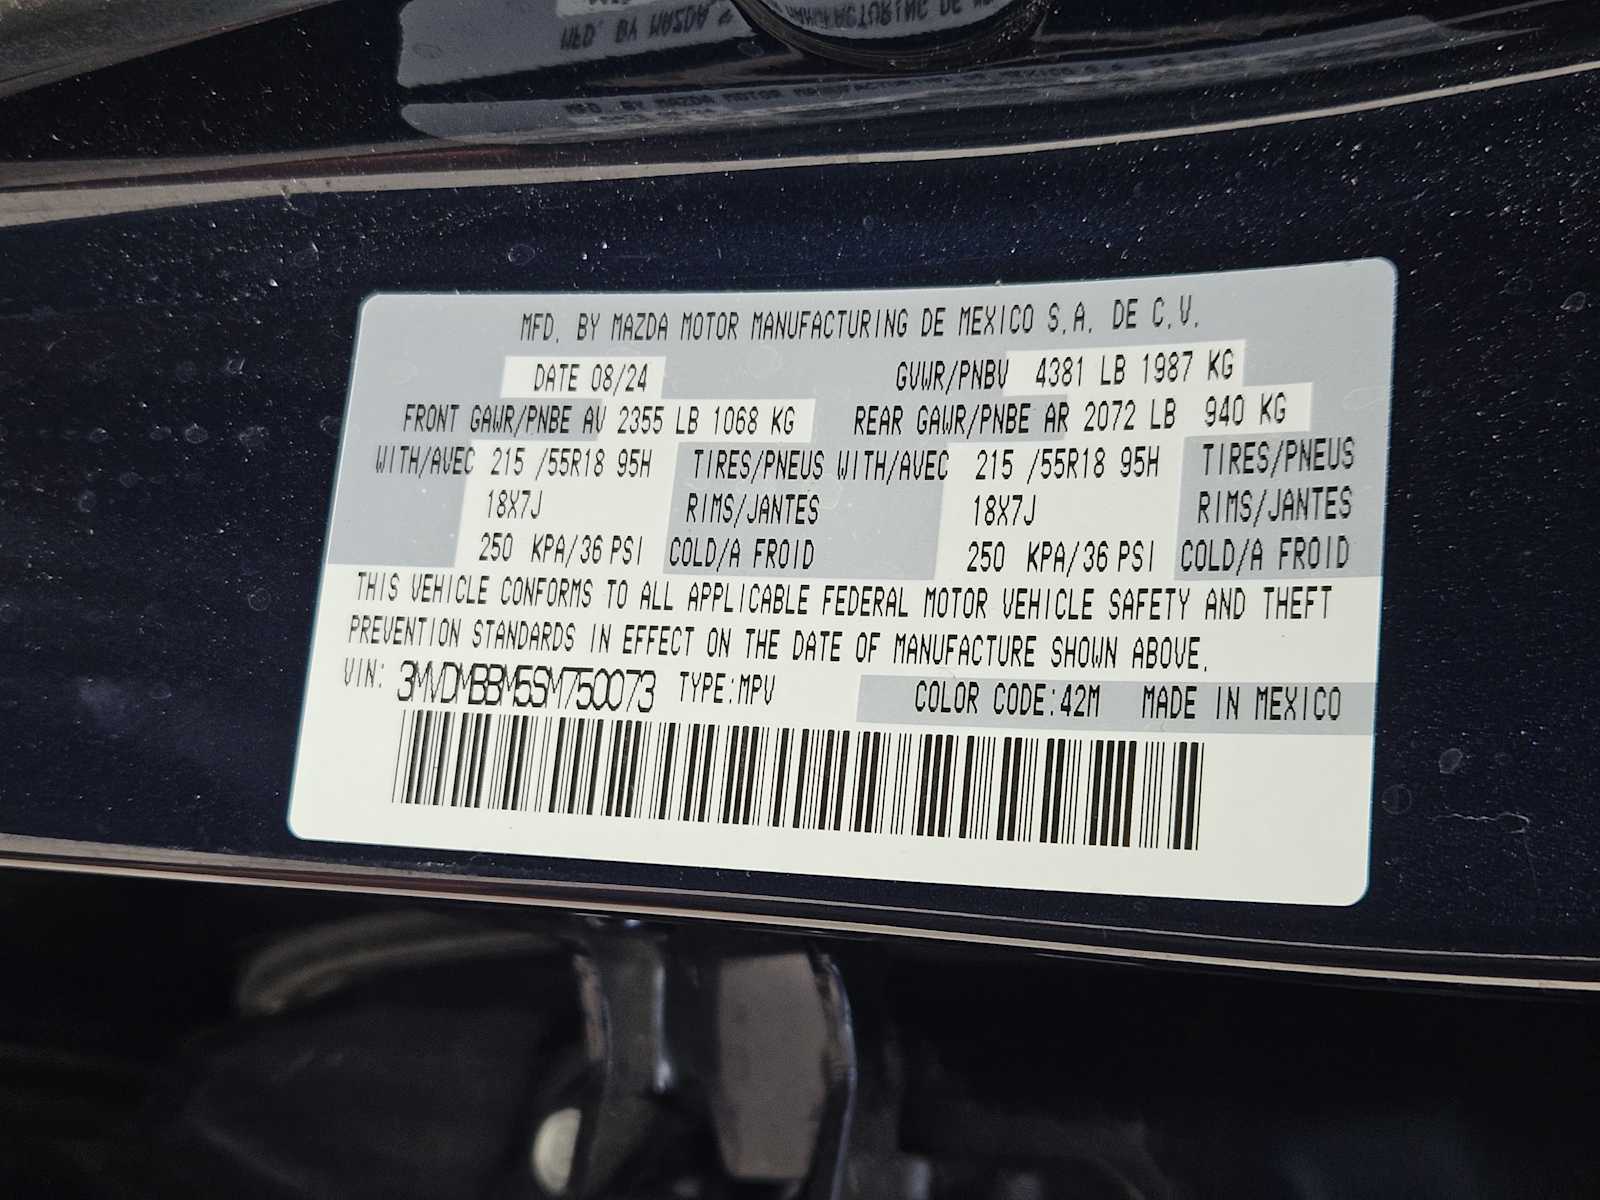 MFD. BY MAZDA MOTOR MANUFACTURING DE MEXICO S.A. DE C.V.
DATE 08/24 GVWR/PNBV 4381 LB 1987 KG
FRONT GAWR/PNBE AV 2355 LB 1068 KG REAR GAWR/PNBE AR 2072 LB 940 KG
WITH/AVEC 215 /55R18 95H TIRES/PNEUS WITH/AVEC 215 /55R18 95H TIRES/PNEUS
18X7J RIMS/JANTES 18X7J RIMS/JANTES
250 KPA/36 PSI COLD/A FROID 250 KPA/36 PSI COLD/A FROID
THIS VEHICLE CONFORMS TO ALL APPLICABLE FEDERAL MOTOR VEHICLE SAFETY AND THEFT
PREVENTION STANDARDS IN EFFECT ON THE DATE OF MANUFACTURE SHOWN ABOVE.
VIN: 3MVDMBBM5SM750073 TYPE:MPV COLOR CODE:42M MADE IN MEXICO